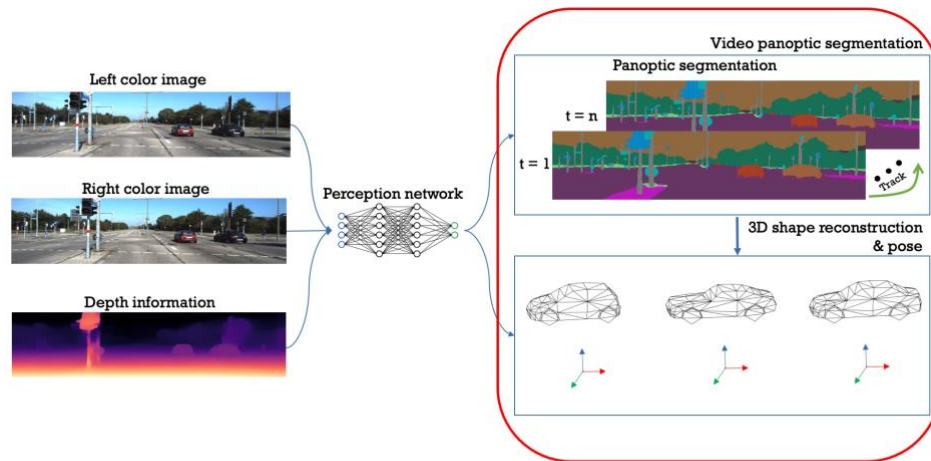 Left color image
Right color image
Depth information
Perception network
Video panoptic segmentation
Panoptic segmentation
t = n
t = 1
Track
3D shape reconstruction
& pose